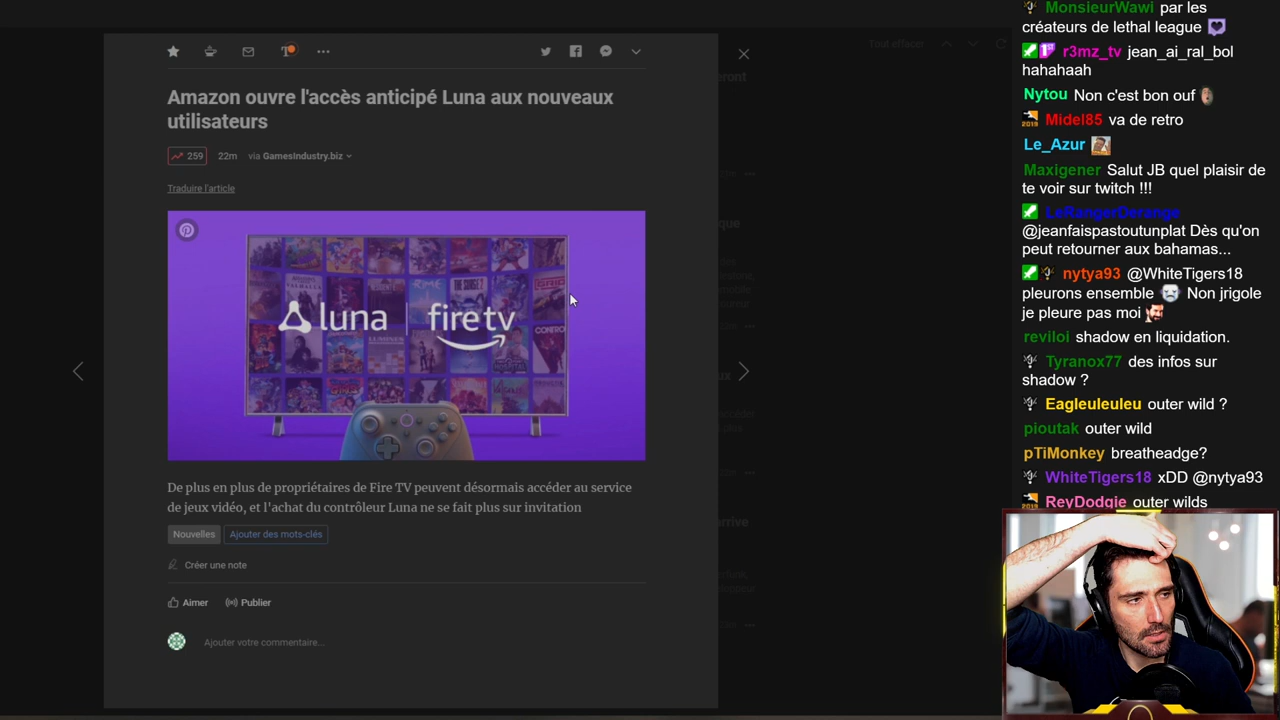 Tout effacer
Amazon ouvre l'accès anticipé Luna aux nouveaux
utilisateurs
259 22m via GamesIndustry.biz
Traduire l'article
luna | fire tv
De plus en plus de propriétaires de Fire TV peuvent désormais accéder au service
de jeux vidéo, et l'achat du contrôleur Luna ne se fait plus sur invitation
Nouvelles Ajouter des mots-clés
Créer une note
Aimer Publier
Ajouter votre commentaire...
MonsieurWawi par les
créateurs de lethal league
r3mz_tv jean_ai_ral_bol
hahahaah
Nytou Non c'est bon ouf
Midel85 va de retro
Le_Azur
Maxigener Salut JB quel plaisir de
te voir sur twitch !!!
LeRangerDerange
@jeanfaispastoutunplat Dès qu'on
peut retourner aux bahamas...
nytya93 @WhiteTigers18
pleurons ensemble Non jrigole
je pleure pas moi
reviloi shadow en liquidation.
Tyranox77 des infos sur
shadow ?
Eagleuleuleu outer wild ?
pioutak outer wild
pTiMonkey breatheadge?
WhiteTigers18 xDD @nytya93
ReyDodgie outer wilds